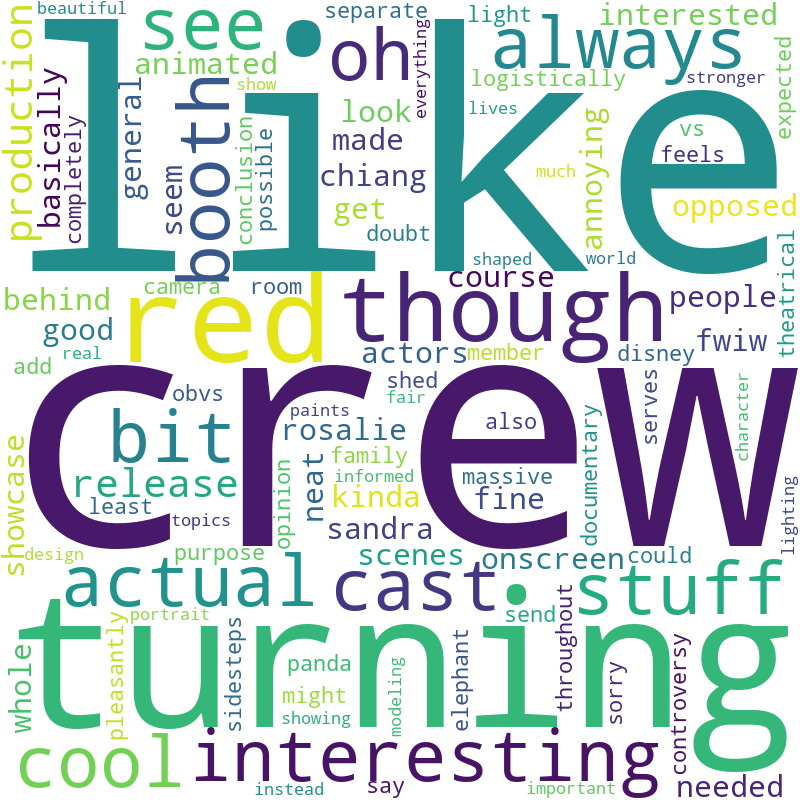 beautiful
separate
light
interested
production
like
see
oh
always
animated
show
everything
logistically
stronger
expected
basically
completely
general
booth
conclusion
possible
look
lives
vs
made
annoying
feels
seem
chiang
much
get
opposed
doubt
shaped
world
theatrical
behind
camera
room
red
though
course
people
good
real
actors
member
disney
fwiw
add
crew
obvs
shed
fair
serves
character
bit
paints
rosalie
also
documentary
lighting
showcase
release
opinion
neat
family
informed
massive
kinda
fine
least
topics
sandra
design
purpose
scenes
onscreen
could
actual
cast
stuff
turning
portrait
send
whole
pleasantly
sidesteps
panda
modeling
elephant
throughout
sorry
controversy
might
showing
cool
interesting
instead
say
important
needed